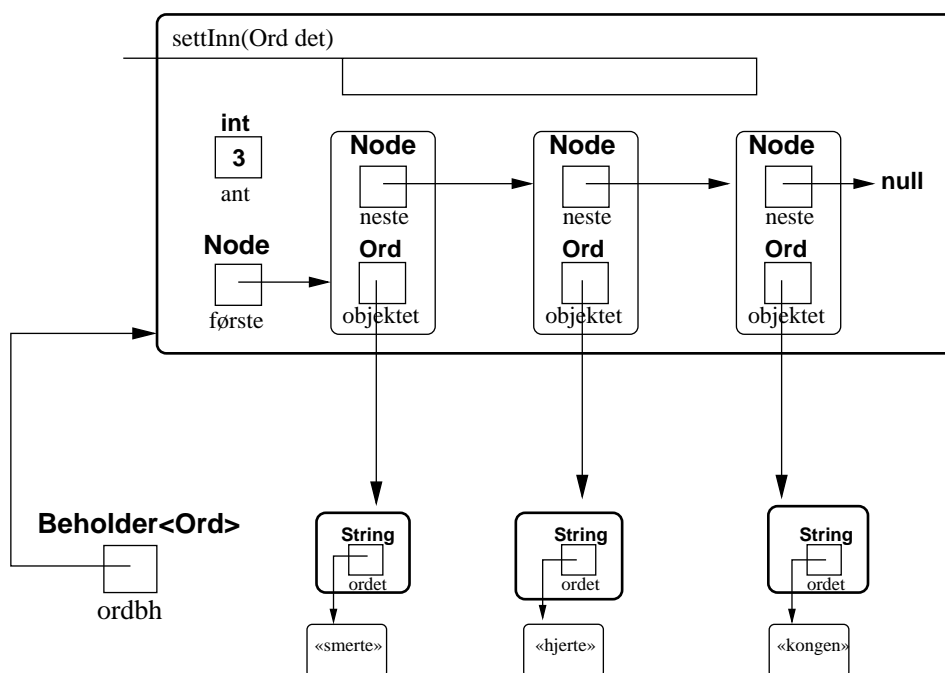 settInn(Ord det)
int
3
ant
Node
Node
Node
neste
neste
neste
null
Node
Ord
Ord
Ord
første
objektet
objektet
objektet
Beholder<Ord>
ordbh
String
String
String
ordet
ordet
ordet
«smerte»
«hjerte»
«kongen»